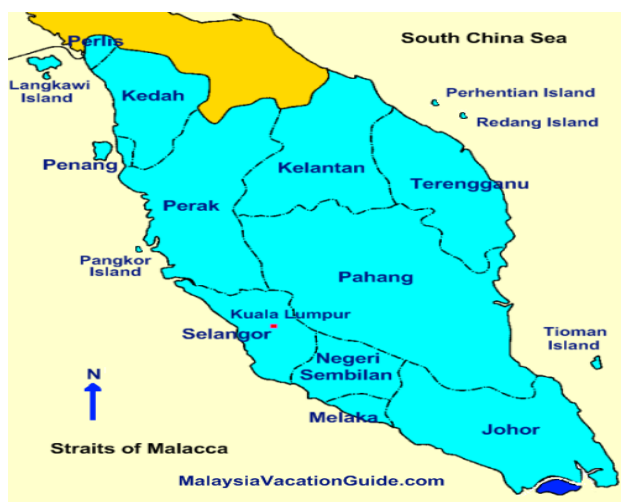 South China Sea
Perlis
Langkawi
Island
Kedah
Perhentian Island
Redang Island
Penang
Kelantan
Terengganu
Perak
Pangkor
Island
Pahang
Kuala Lumpur
Selangor
Tioman
Island
Negeri
Sembilan
N
Melaka
Johor
Straits of Malacca
MalaysiaVacationGuide.com